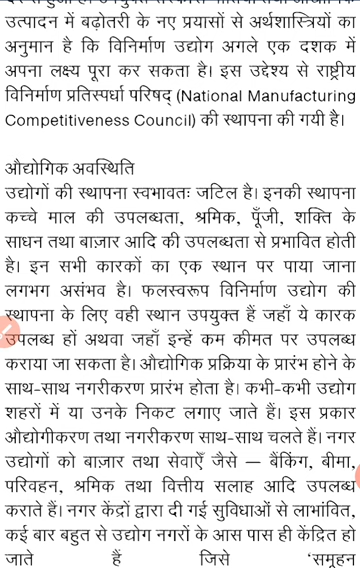 उत्पादन में बढ़ोतरी के नए प्रयासों से अर्थशास्त्रियों का
अनुमान है कि विनिर्माण उद्योग अगले एक दशक में
अपना लक्ष्य पूरा कर सकता है। इस उद्देश्य से राष्ट्रीय
विनिर्माण प्रतिस्पर्धा परिषद् (National Manufacturing
Competitiveness Council) की स्थापना की गयी है।
औद्योगिक अवस्थिति
उद्योगों की स्थापना स्वभावतः जटिल है। इनकी स्थापना
कच्चे माल की उपलब्धता, श्रमिक, पूँजी, शक्ति के
साधन तथा बाज़ार आदि की उपलब्धता से प्रभावित होती
है। इन सभी कारकों का एक स्थान पर पाया जाना
लगभग असंभव है। फलस्वरूप विनिर्माण उद्योग की
स्थापना के लिए वही स्थान उपयुक्त हैं जहाँ ये कारक
उपलब्ध हों अथवा जहाँ इन्हें कम कीमत पर उपलब्ध
कराया जा सकता है। औद्योगिक प्रक्रिया के प्रारंभ होने के
साथ-साथ नगरीकरण प्रारंभ होता है। कभी-कभी उद्योग
शहरों में या उनके निकट लगाए जाते हैं। इस प्रकार
औद्योगीकरण तथा नगरीकरण साथ-साथ चलते हैं। नगर
उद्योगों को बाज़ार तथा सेवाएँ जैसे — बैंकिंग, बीमा,
परिवहन, श्रमिक तथा वित्तीय सलाह आदि उपलब्ध
कराते हैं। नगर केंद्रों द्वारा दी गई सुविधाओं से लाभांवित,
कई बार बहुत से उद्योग नगरों के आस पास ही केंद्रित हो
जाते हैं जिसे 'समूहन